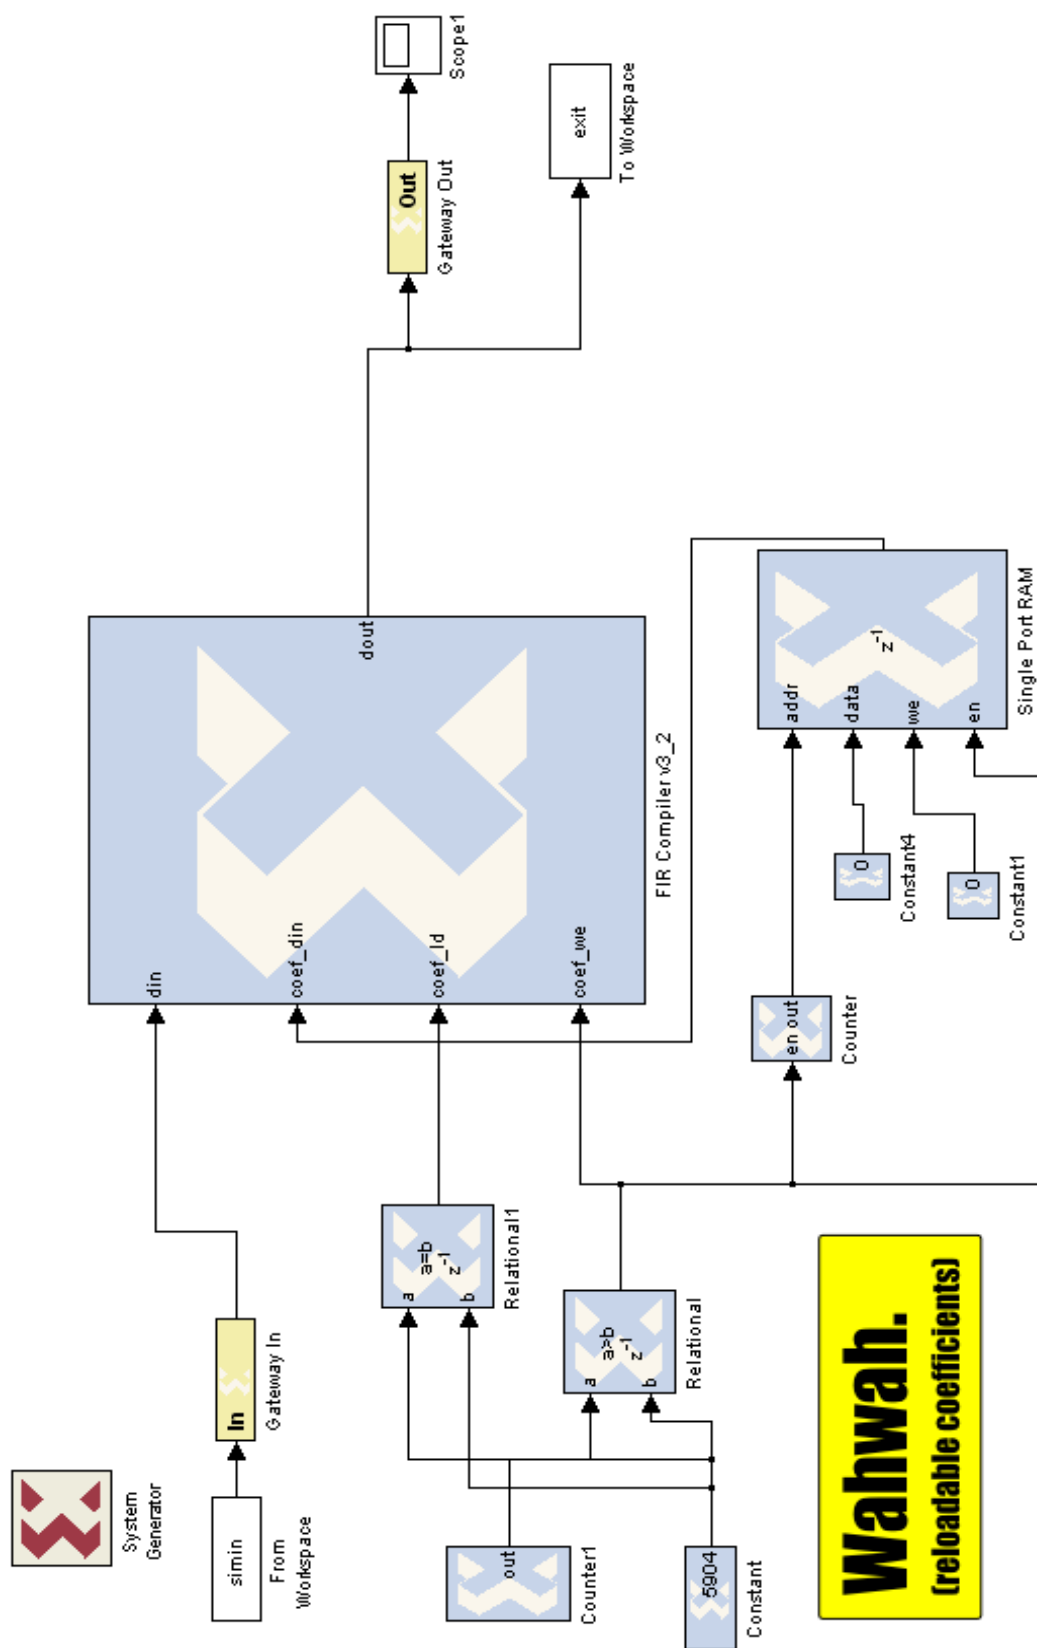 System
Generator
simin
From
Workspace
In
Gateway In
out
Counter1
5904
Constant
a
b
a=b
z-1
Relational1
a
b
a>b
z-1
Relational
din
coef_din
coef_ld
coef_we
dout
FIR Compiler v3_2
Out
Gateway Out
Scope1
exit
To Workspace
en out
Counter
0
Constant4
0
Constant1
addr
data
we
en
z-1
Single Port RAM
Wahwah.
(reloadable coefficients)